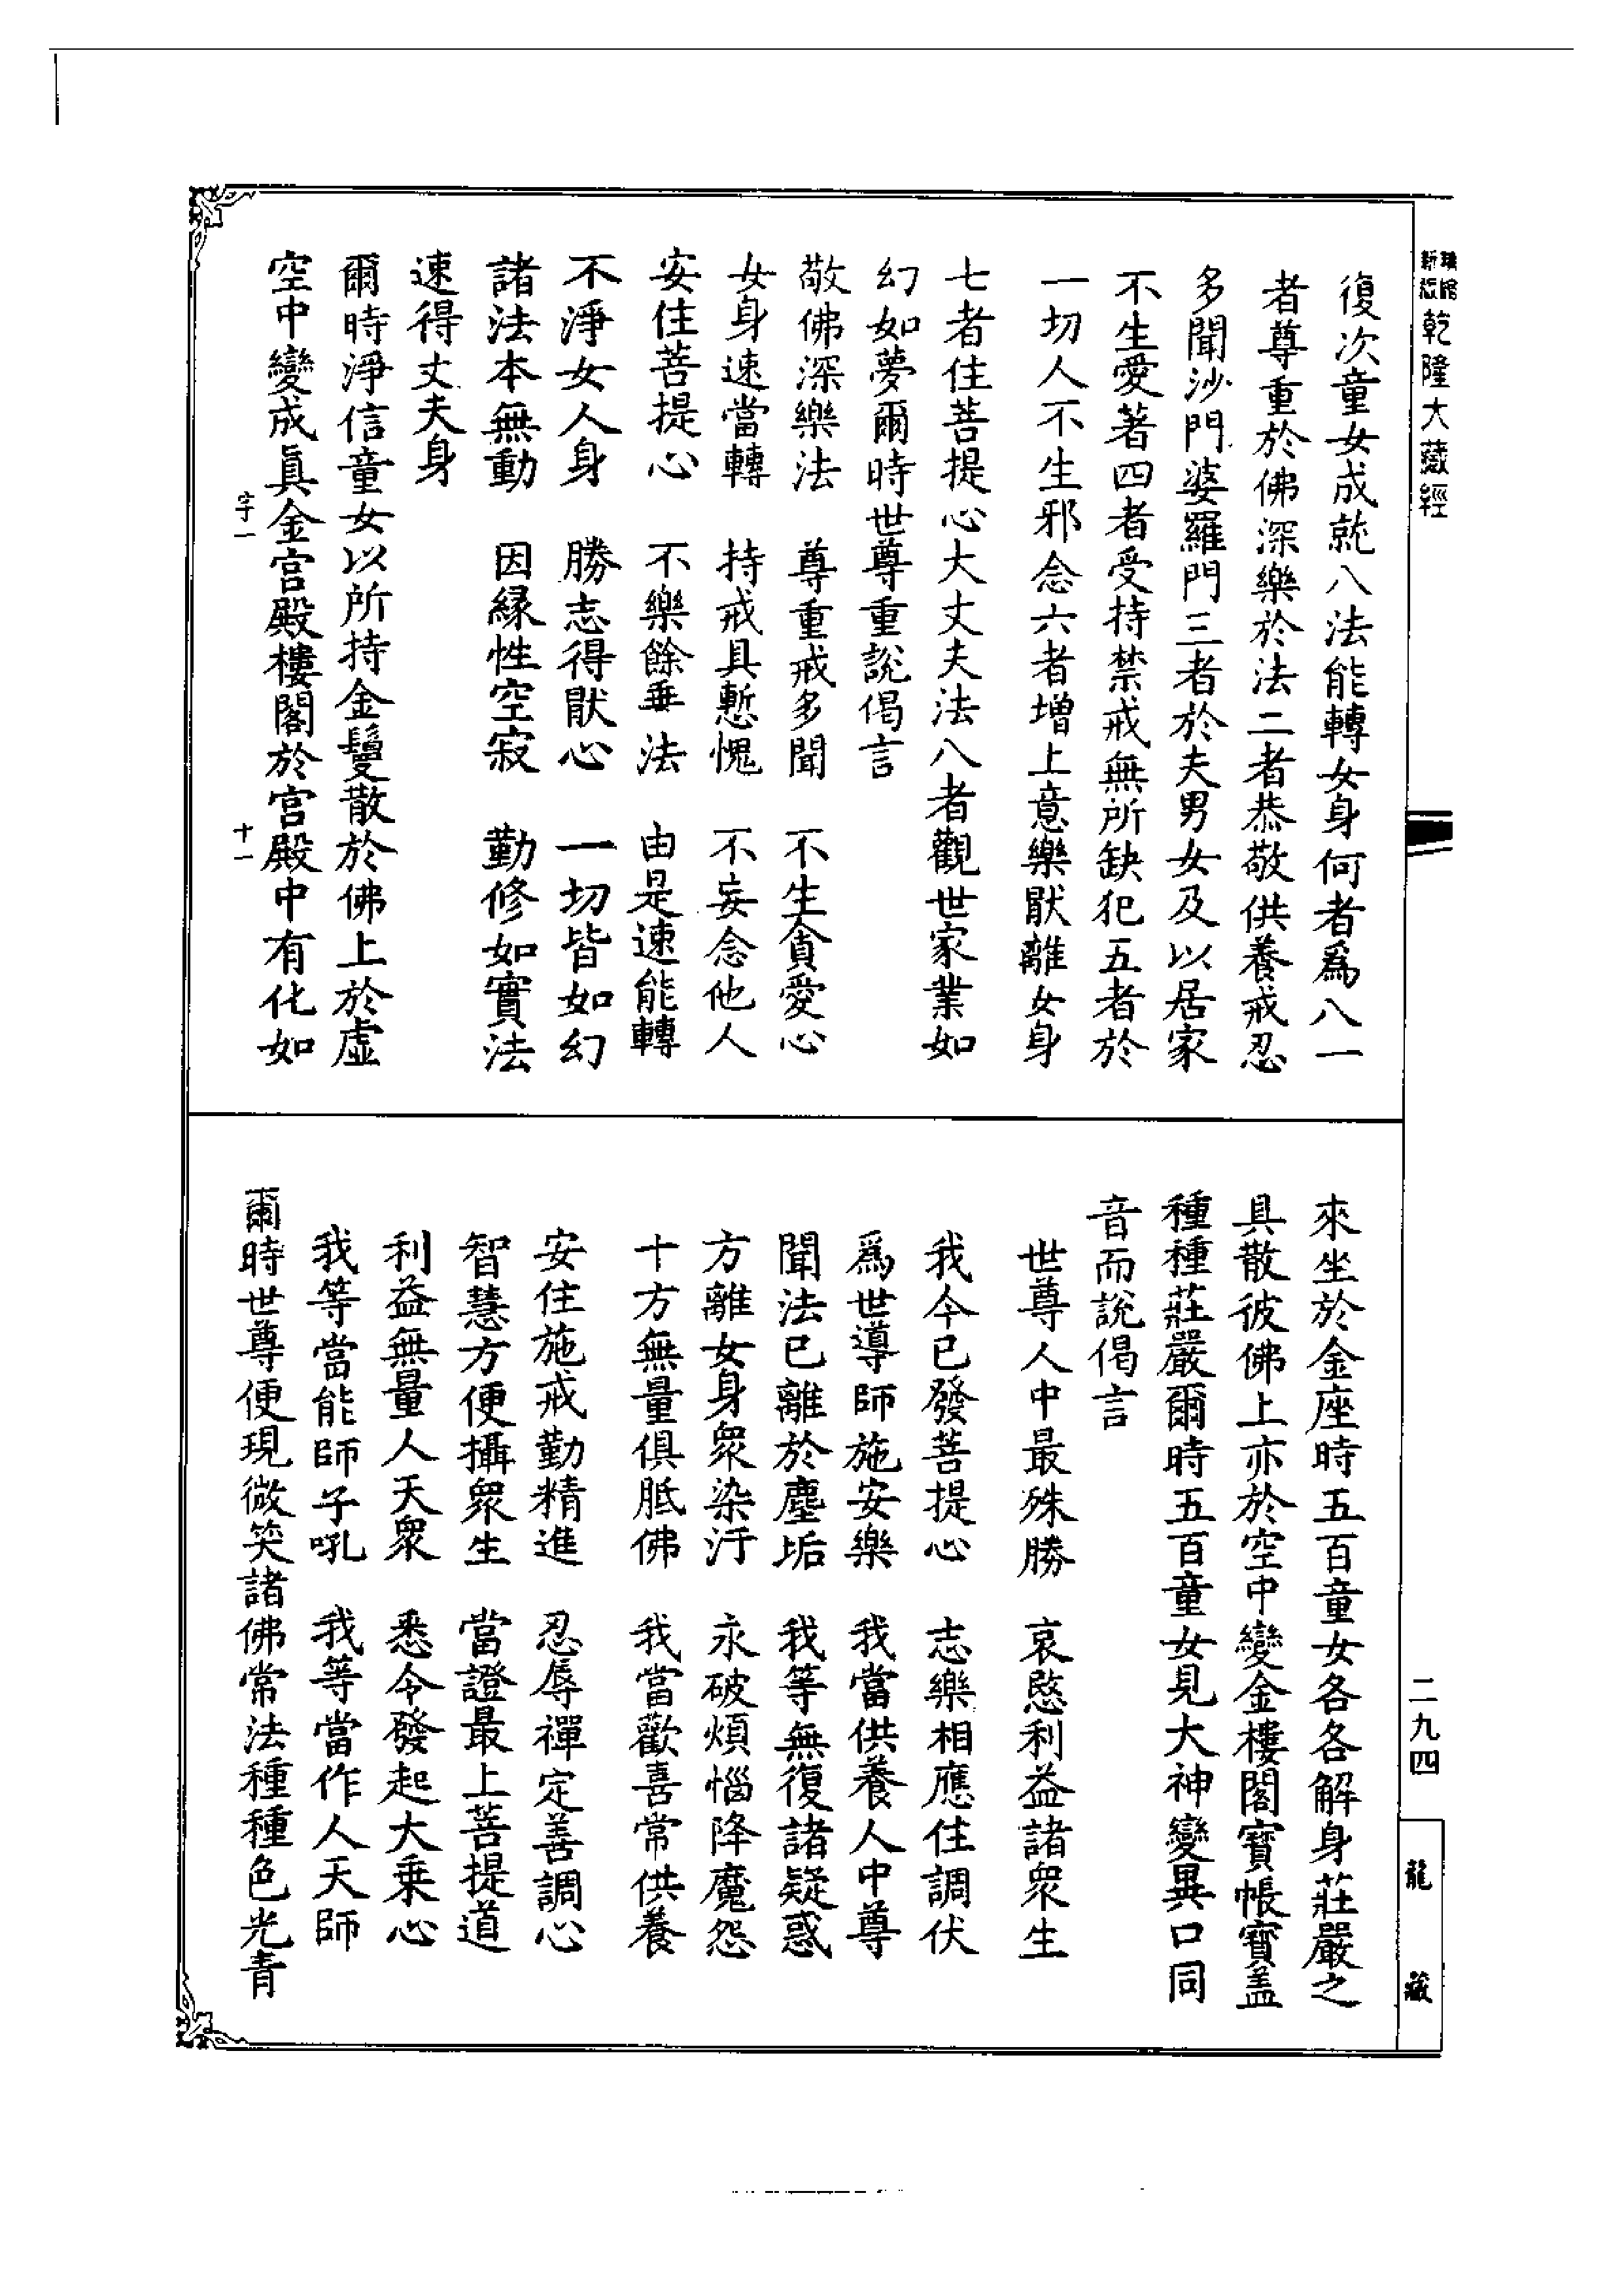 乾隆大藏經
復次童女成就八法能轉女身何者爲八一
者尊重於佛深樂於法二者恭敬供養戒忍
多聞沙門婆羅門三者於夫男女及以居家
不生愛著四者受持禁戒無所缺犯五者於
一切人不生邪念六者增上意樂猒離女身
七者住菩提心大丈夫法八者觀世家業如
幻如夢爾時世尊重說偈言
敬佛深樂法　尊重戒多聞　不生貪愛心
女身速當轉　持戒具慙愧　不妄念他人
安住菩提心　不樂餘乗法　由是速能轉
不淨女人身　勝志得猒心　一切皆如幻
諸法本無動　因緣性空寂　勤修如實法
速得丈夫身
爾時淨信童女以所持金鬘散於佛上於虛
空中變成眞金宮殿樓閣於宮殿中有化如
字一　十一
來坐於金座時五百童女各各解身莊嚴之
具散彼佛上亦於空中變金樓閣寶帳寶盖
種種莊嚴爾時五百童女見大神變異口同
音而說偈言
世尊人中最殊勝　哀愍利益諸衆生
我今已發菩提心　志樂相應住調伏
爲世導師施安樂　我當供養人中尊
聞法已離於塵垢　我等無復諸疑惑
方離女身衆染汙　永破煩惱降魔怨
十方無量俱胝佛　我當歡喜常供養
安住施戒勤精進　忍辱禪定善調心
智慧方便攝衆生　當證最上菩提道
利益無量人天衆　悉令發起大乗心
我等當能師子吼　我等當作人天師
爾時世尊便現微笑諸佛常法種種色光青
二九四
龍藏